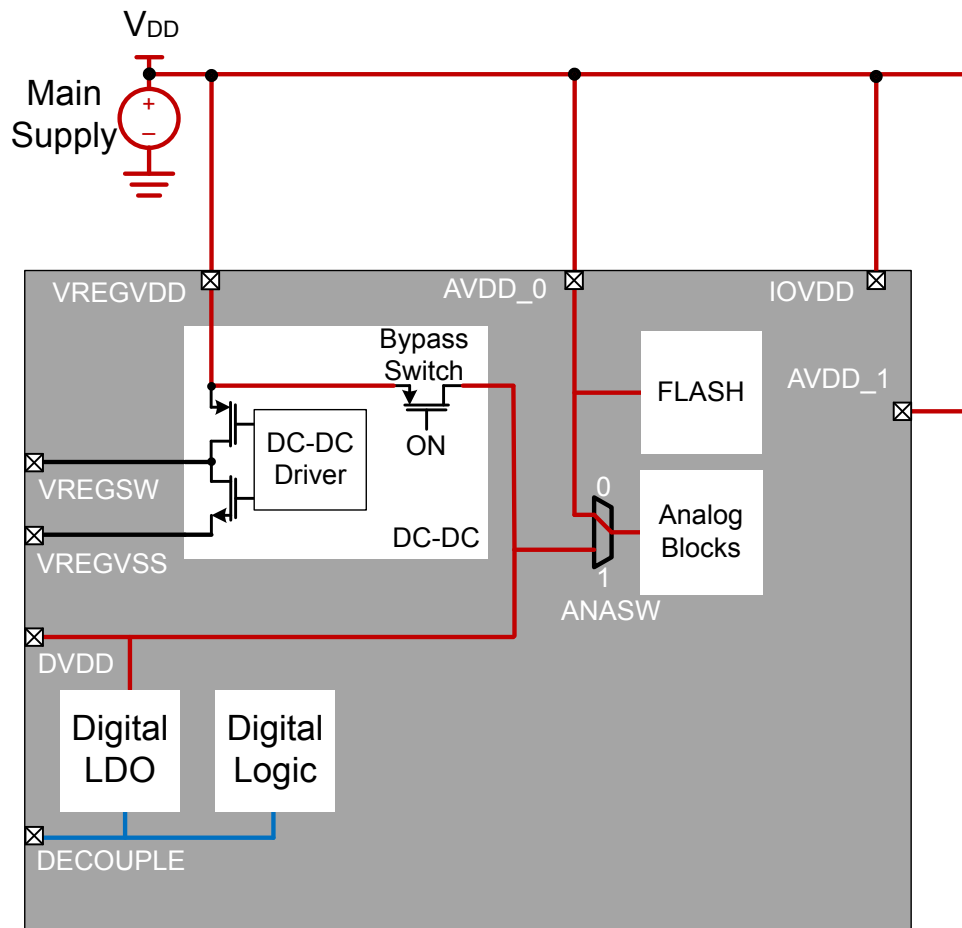 VDD
Main
Supply
+
–
VREGVDD
AVDD_0
IOVDD
Bypass
Switch
ON
FLASH
AVDD_1
DC-DC
Driver
VREGSW
DC-DC
VREGVSS
0
Analog
Blocks
1
ANASW
DVDD
Digital
LDO
Digital
Logic
DECOUPLE